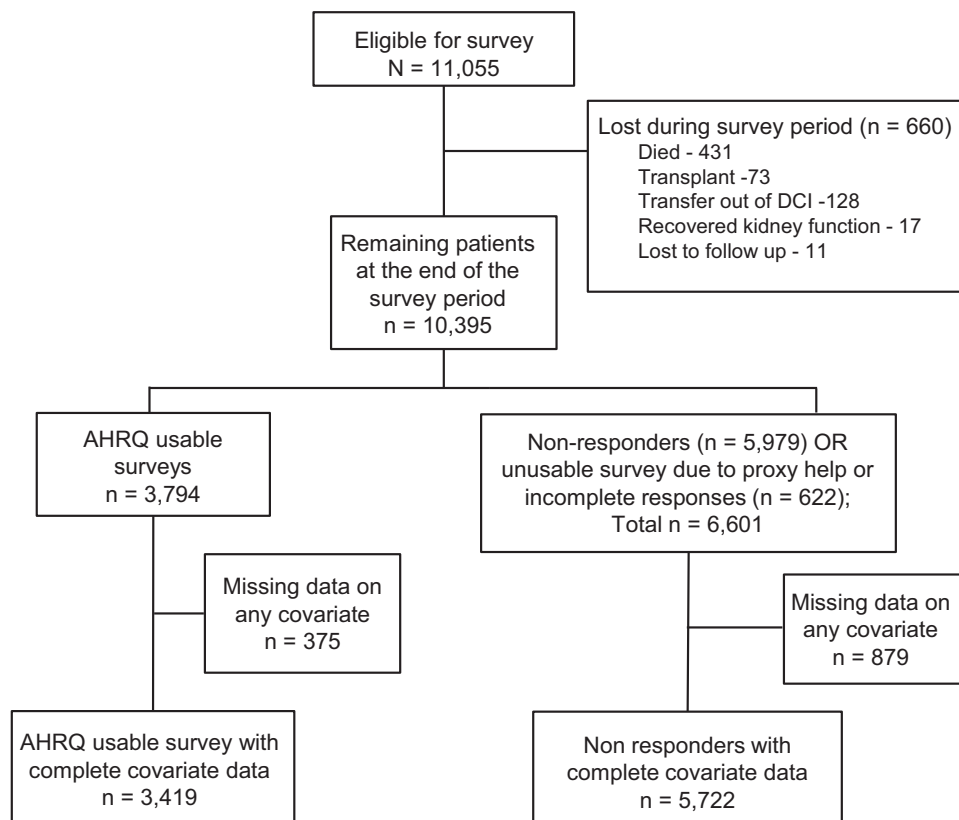 Eligible for survey
N = 11,055
Lost during survey period (n = 660)
Died - 431
Transplant -73
Transfer out of DCI -128
Recovered kidney function - 17
Lost to follow up - 11
Remaining patients
at the end of the
survey period
n = 10,395
AHRQ usable
surveys
n = 3,794
Non-responders (n = 5,979) OR
unusable survey due to proxy help or
incomplete responses (n = 622);
Total n = 6,601
Missing data on
any covariate
n = 375
Missing data on
any covariate
n = 879
AHRQ usable survey with
complete covariate data
n = 3,419
Non responders with
complete covariate data
n = 5,722